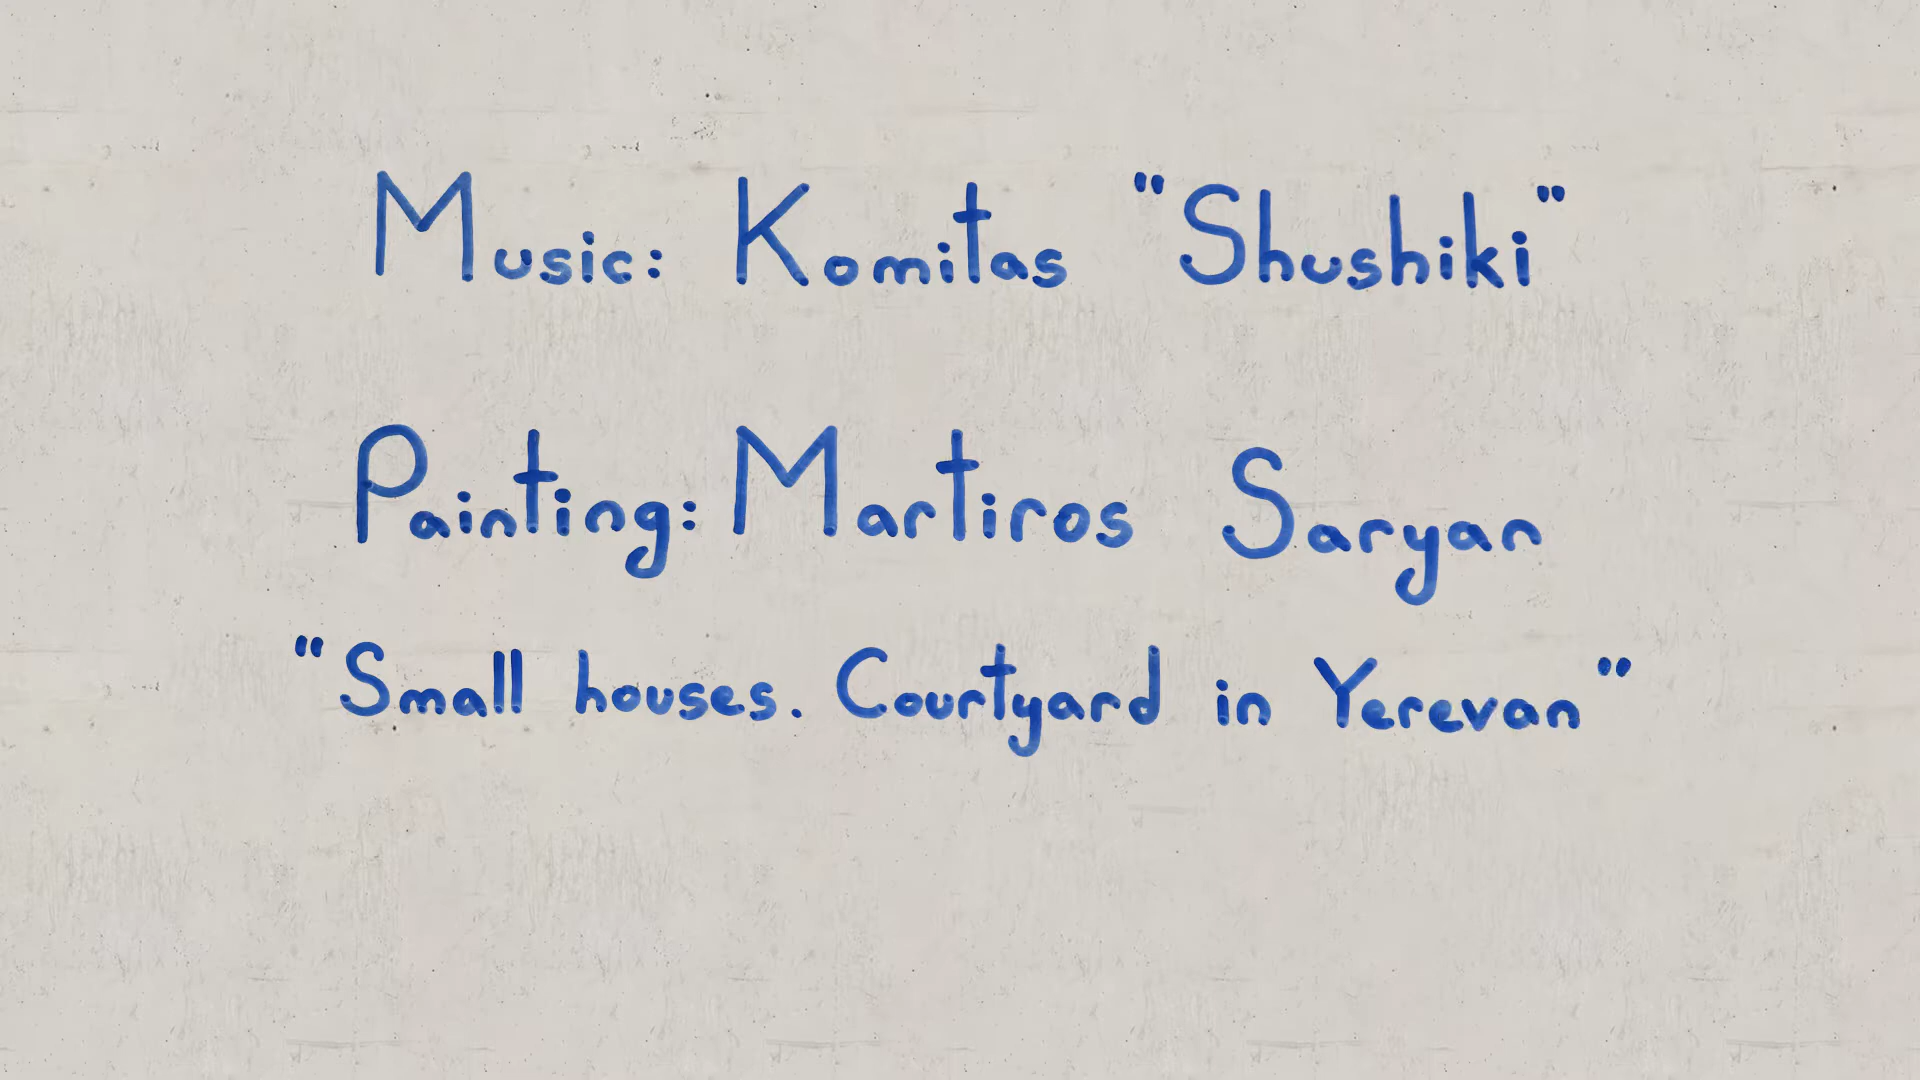 Music: Komitas "Shushiki"
Painting: Martiros Saryan
"Small houses. Courtyard in Yerevan"